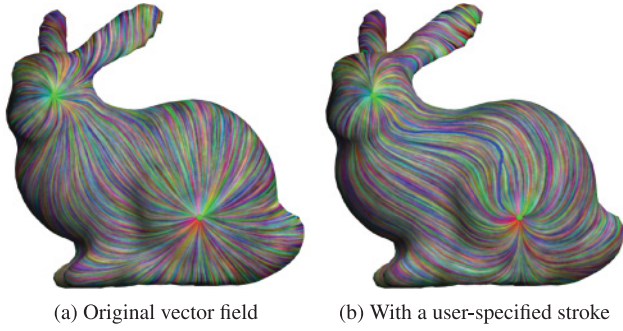 (a) Original vector field
(b) With a user-specified stroke